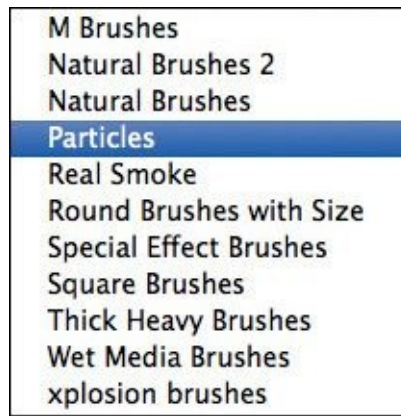 M Brushes
Natural Brushes 2
Natural Brushes
Particles
Real Smoke
Round Brushes with Size
Special Effect Brushes
Square Brushes
Thick Heavy Brushes
Wet Media Brushes
xplosion brushes